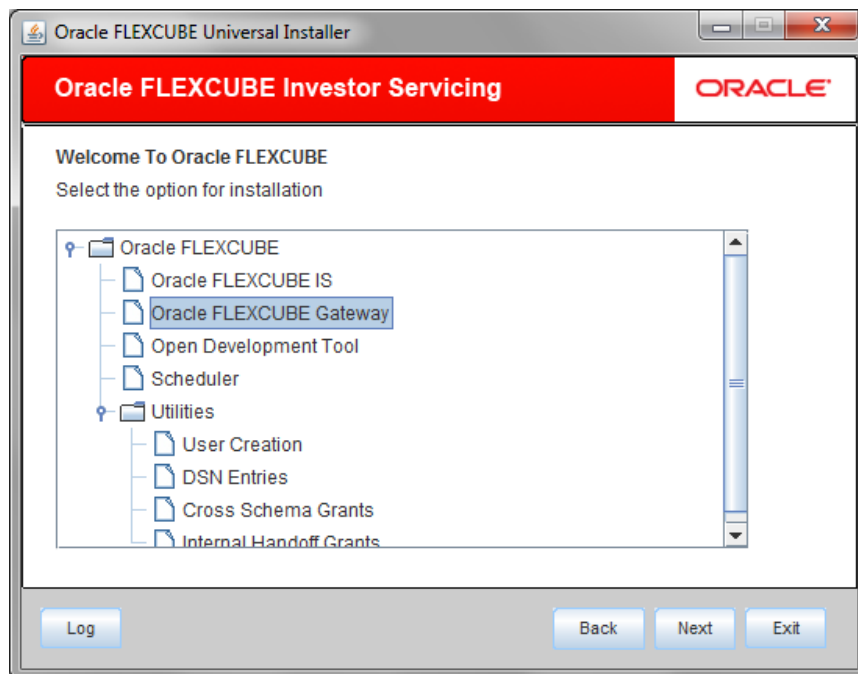 Oracle FLEXCUBE Universal Installer
Oracle FLEXCUBE Investor Servicing
ORACLE
Welcome To Oracle FLEXCUBE
Select the option for installation
Oracle FLEXCUBE
Oracle FLEXCUBE IS
Oracle FLEXCUBE Gateway
Open Development Tool
Scheduler
Utilities
User Creation
DSN Entries
Cross Schema Grants
Internal Handoff Grants
Log Back Next Exit